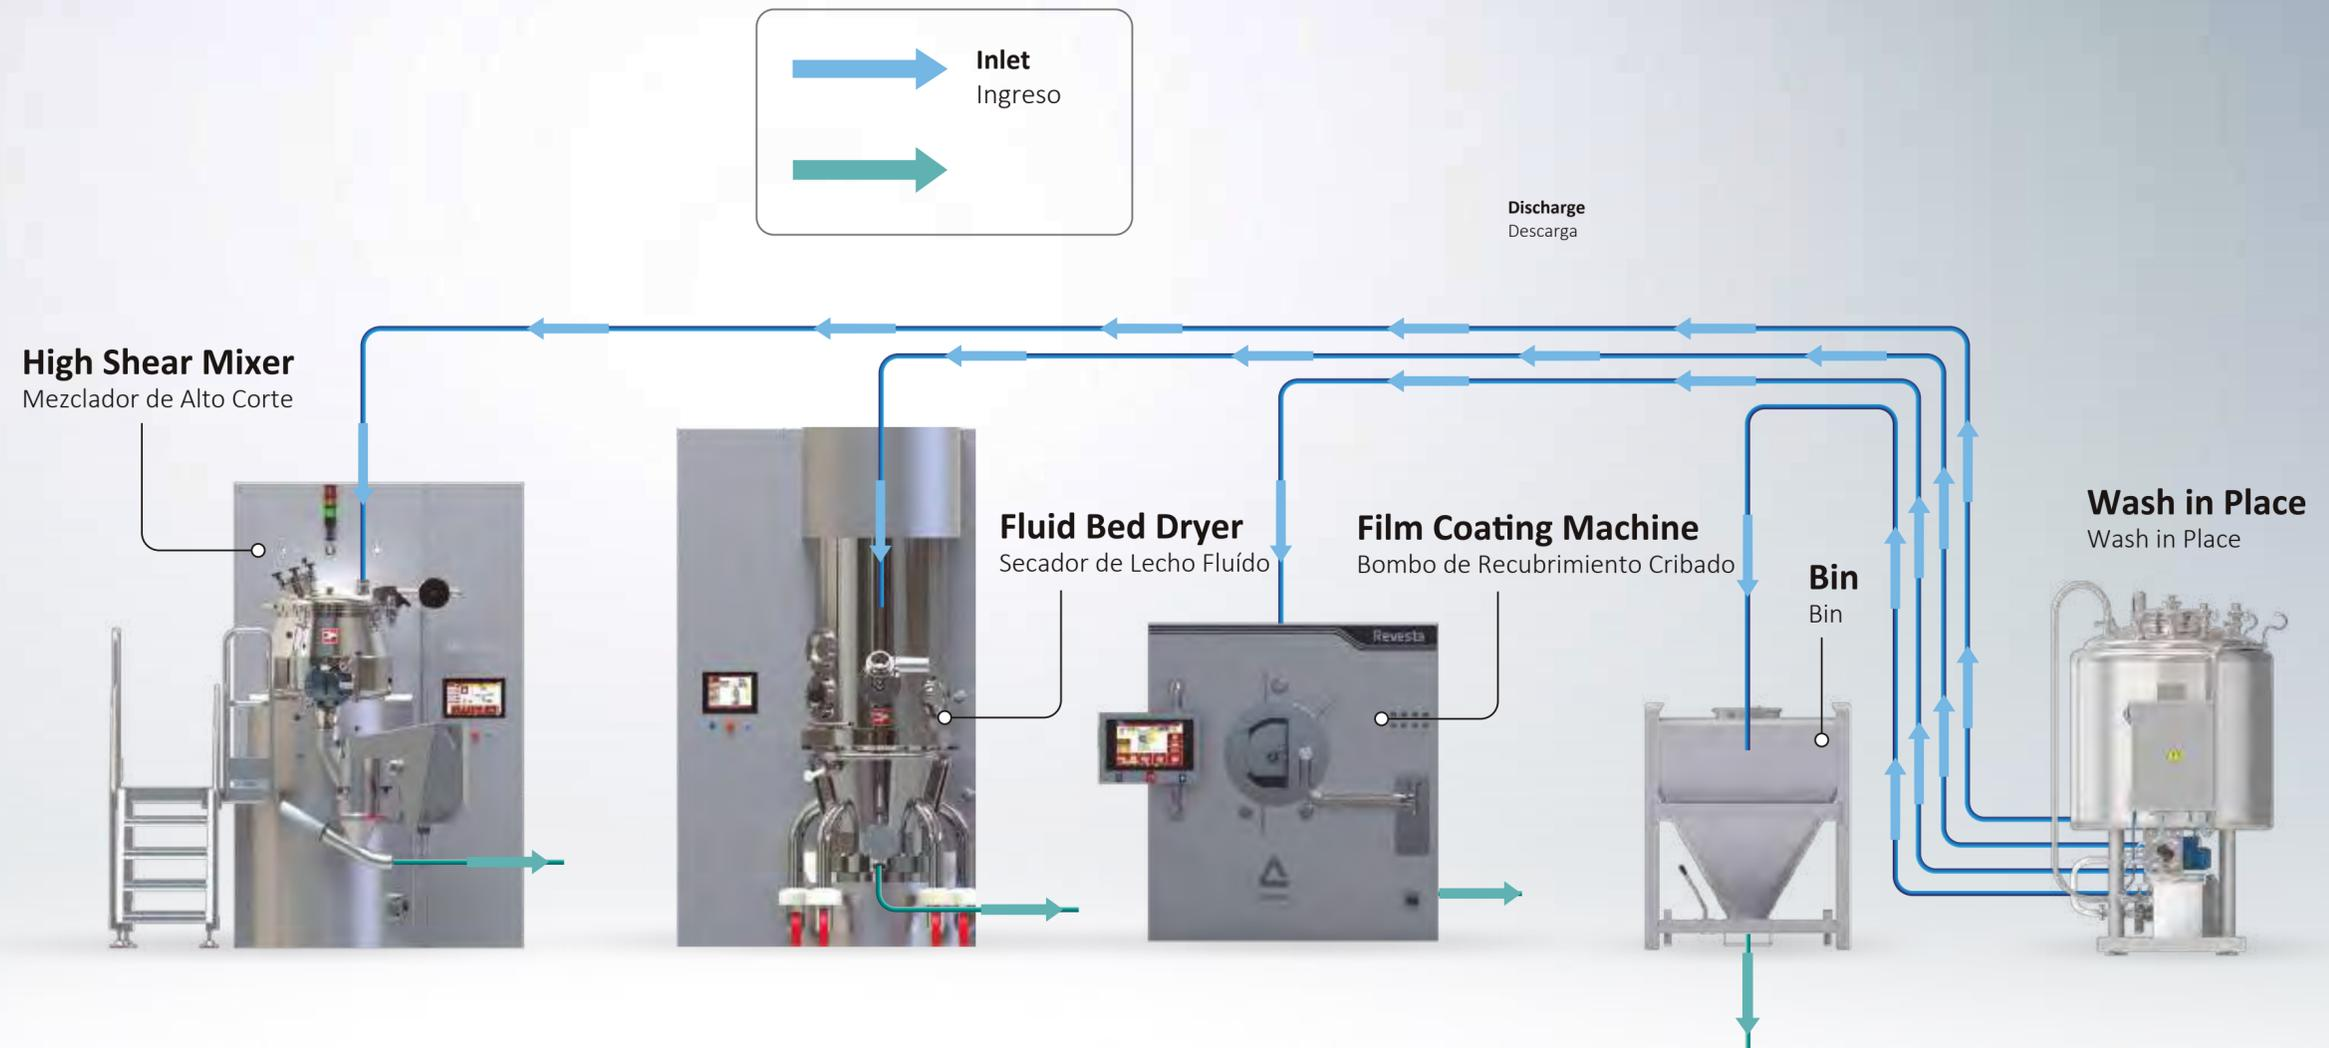 Inlet
Ingreso
Discharge
Descarga
High Shear Mixer
Mezclador de Alto Corte
Fluid Bed Dryer
Secador de Lecho Fluído
Film Coating Machine
Bombo de Recubrimiento Cribado
Bin
Bin
Wash in Place
Wash in Place
Revesta